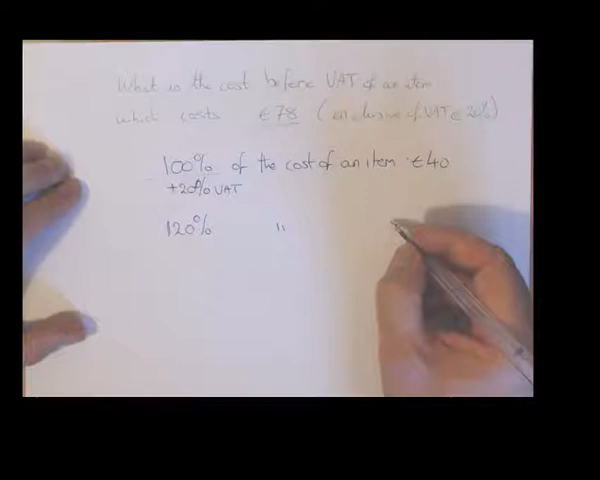 What is the cost before VAT of an item
which costs €78 (exclusive of VAT @ 20%)
100% of the cost of an item €40
+20% VAT
120% "